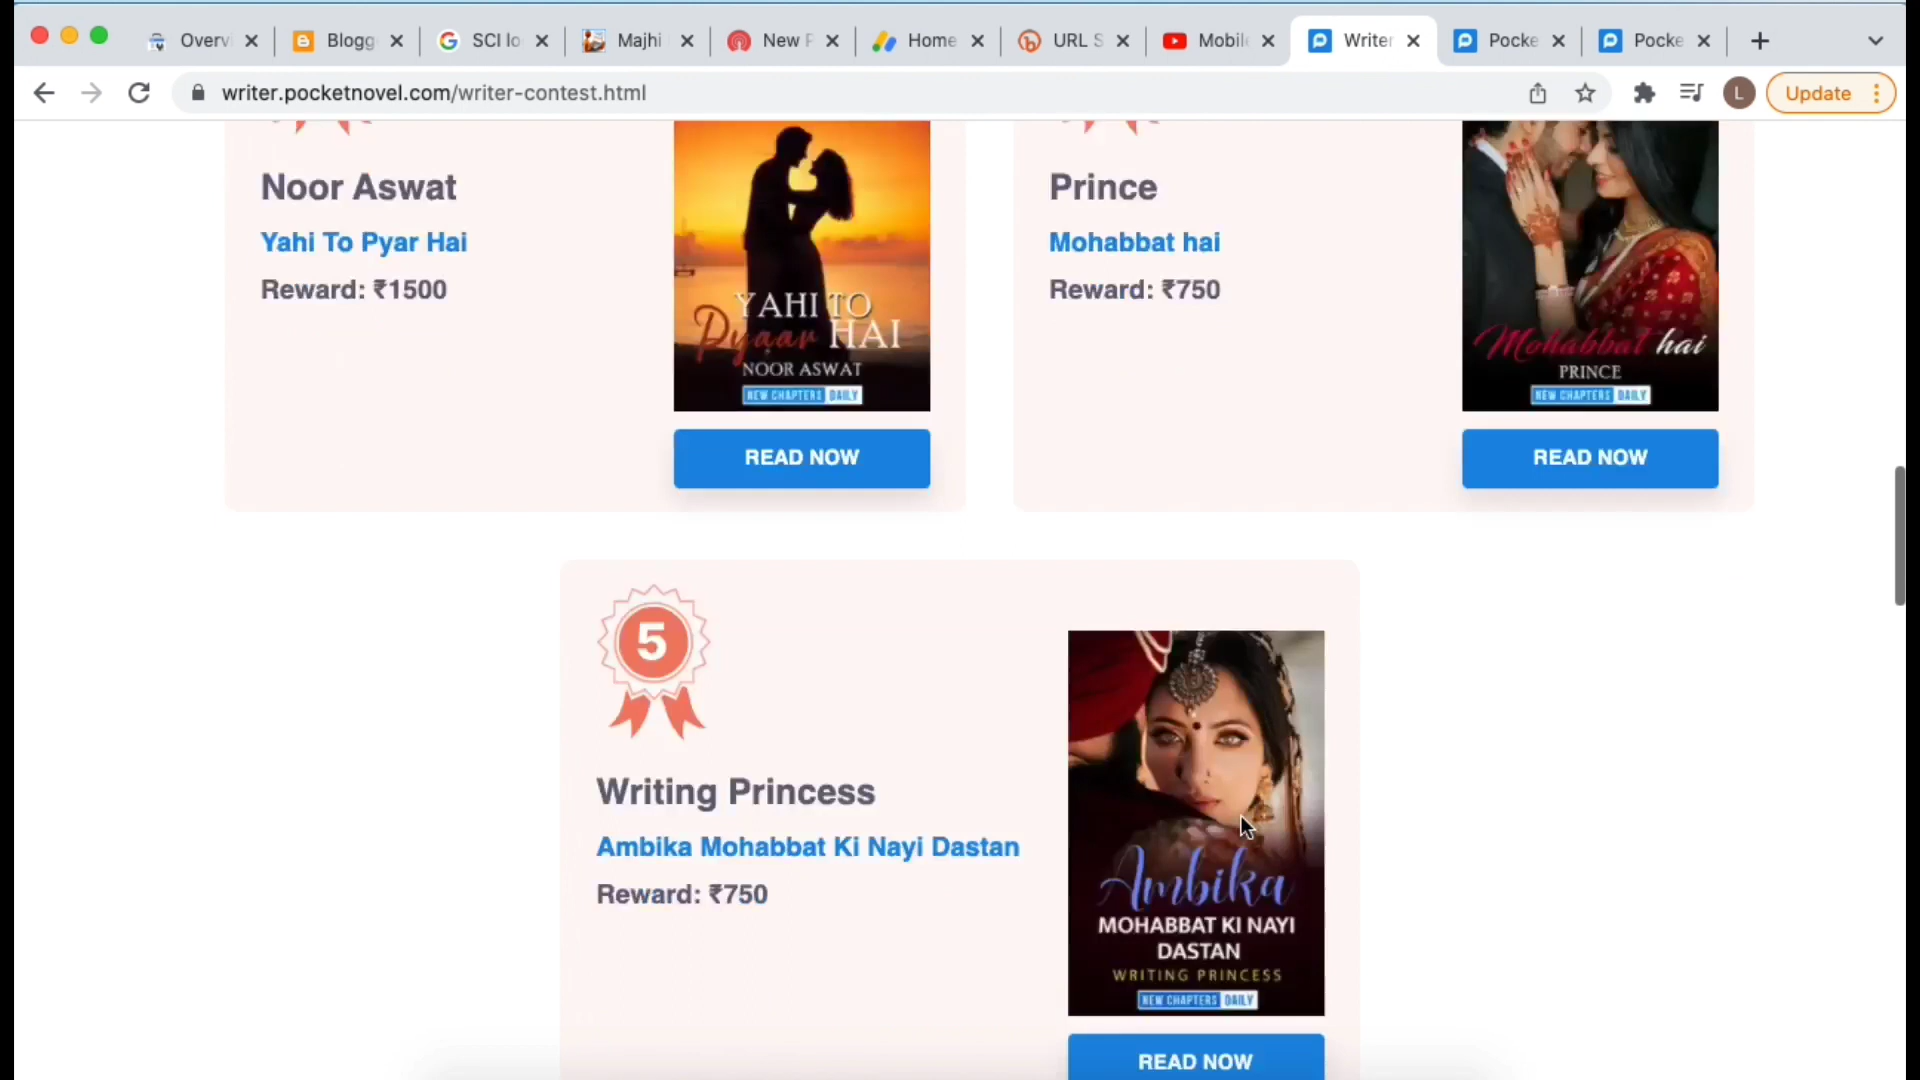 Overv
Blogg
SCI lo
Majhi
New P
Home
URL S
Mobile
Writer
Pocke
Pocke
writer.pocketnovel.com/writer-contest.html
L
Update
Noor Aswat
Yahi To Pyar Hai
Reward: ₹1500
YAHI TO
Pyaar HAI
NOOR ASWAT
NEW CHAPTERS DAILY
READ NOW
Prince
Mohabbat hai
Reward: ₹750
Mohabbat hai
PRINCE
NEW CHAPTERS DAILY
READ NOW
5
Writing Princess
Ambika Mohabbat Ki Nayi Dastan
Reward: ₹750
Ambika
MOHABBAT KI NAYI
DASTAN
WRITING PRINCESS
NEW CHAPTERS DAILY
READ NOW